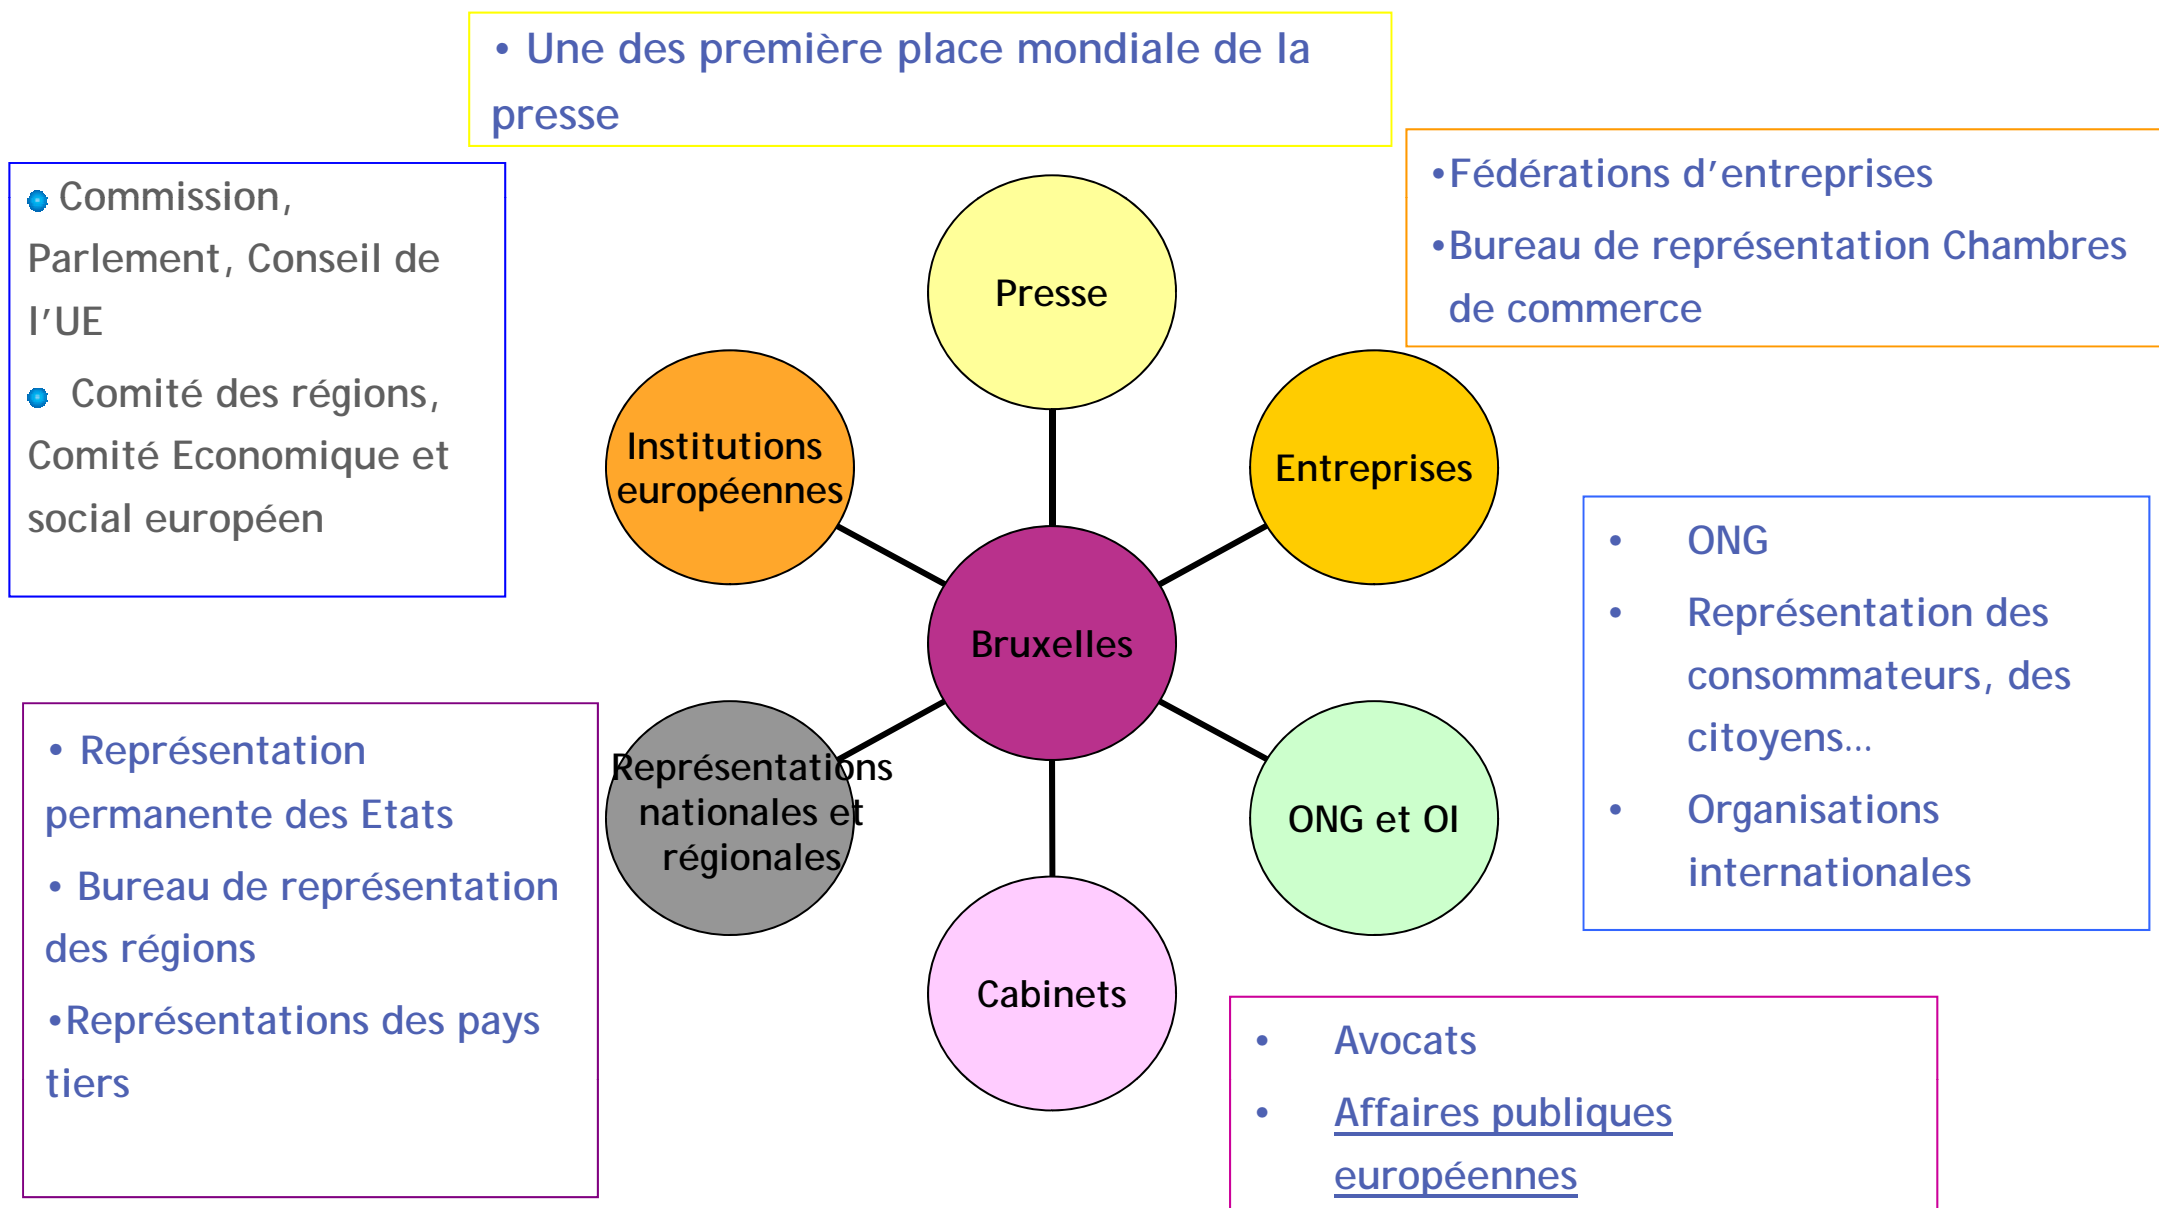 • Une des première place mondiale de la
presse
Commission,
Parlement, Conseil de
l'UE
Comité des régions,
Comité Economique et
social européen
•Fédérations d'entreprises
•Bureau de représentation Chambres
de commerce
Presse
Institutions
européennes
Entreprises
Bruxelles
• ONG
• Représentation des
consommateurs, des
citoyens…
• Organisations
internationales
• Représentation
permanente des Etats
• Bureau de représentation
des régions
•Représentations des pays
tiers
Représentations
nationales et
régionales
ONG et OI
Cabinets
• Avocats
• Affaires publiques
européennes